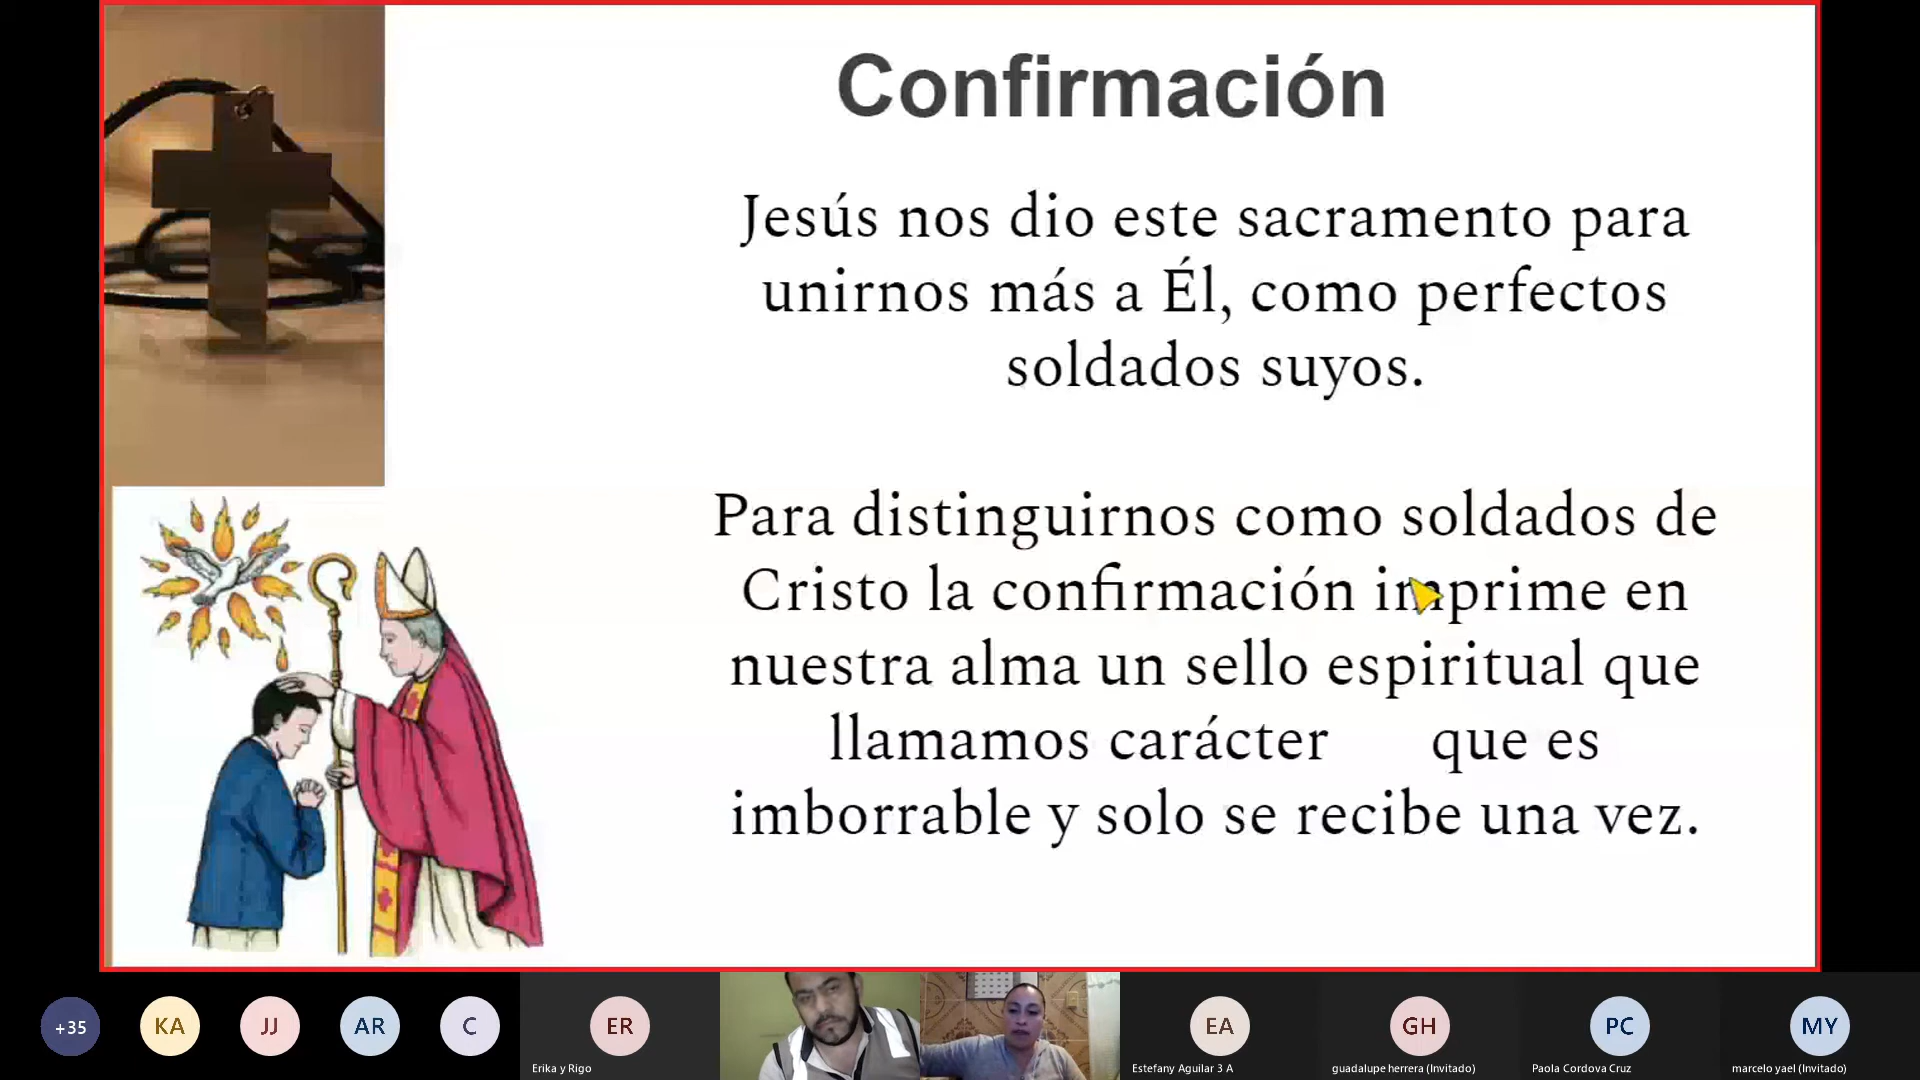 Confirmación
Jesús nos dio este sacramento para
unirnos más a Él, como perfectos
soldados suyos.
Para distinguirnos como soldados de
Cristo la confirmación imprime en
nuestra alma un sello espiritual que
llamamos carácter que es
imborrable y solo se recibe una vez.
+35
KA
JJ
AR
C
ER
EA
GH
PC
MY
Erika y Rigo
Estefany Aguilar 3 A
guadalupe herrera (Invitado)
Paola Cordova Cruz
marcelo yael (Invitado)